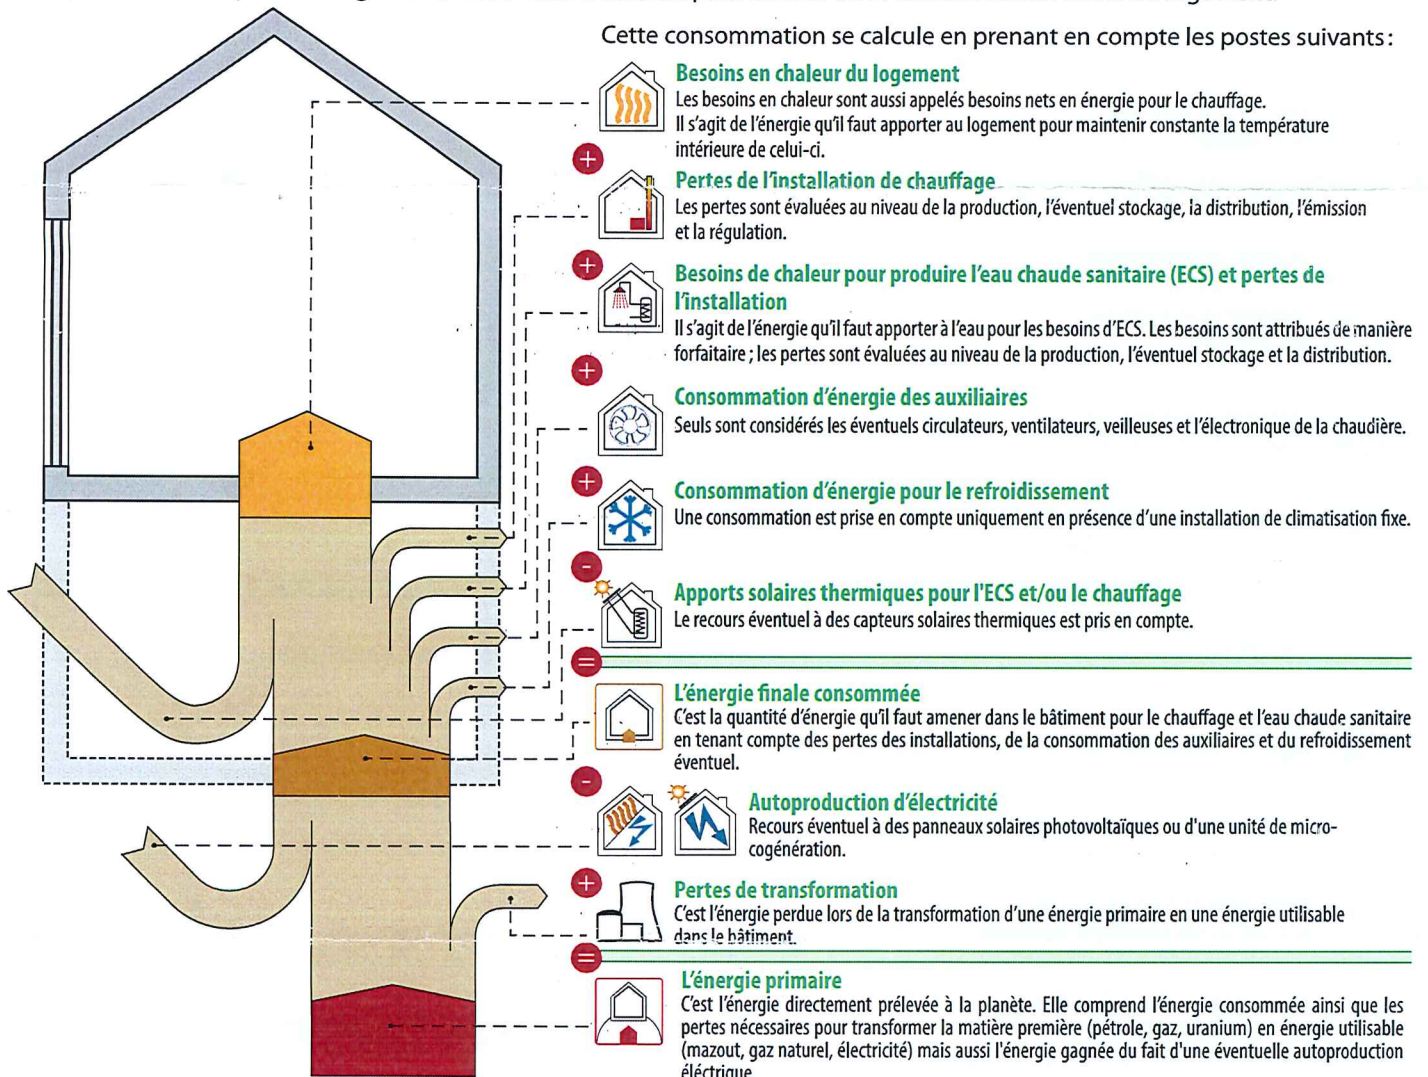 Cette consommation se calcule en prenant en compte les postes suivants:
Besoins en chaleur du logement
Les besoins en chaleur sont aussi appelés besoins nets en énergie pour le chauffage.
Il s'agit de l'énergie qu'il faut apporter au logement pour maintenir constante la température
intérieure de celui-ci.
+
Pertes de l'installation de chauffage
Les pertes sont évaluées au niveau de la production, l'éventuel stockage, la distribution, l'émission
et la régulation.
+
Besoins de chaleur pour produire l'eau chaude sanitaire (ECS) et pertes de
l'installation
Il s'agit de l'énergie qu'il faut apporter à l'eau pour les besoins d'ECS. Les besoins sont attribués de manière
forfaitaire ; les pertes sont évaluées au niveau de la production, l'éventuel stockage et la distribution.
+
Consommation d'énergie des auxiliaires
Seuls sont considérés les éventuels circulateurs, ventilateurs, veilleuses et l'électronique de la chaudière.
+
Consommation d'énergie pour le refroidissement
Une consommation est prise en compte uniquement en présence d'une installation de climatisation fixe.
-
Apports solaires thermiques pour l'ECS et/ou le chauffage
Le recours éventuel à des capteurs solaires thermiques est pris en compte.
=
L'énergie finale consommée
C'est la quantité d'énergie qu'il faut amener dans le bâtiment pour le chauffage et l'eau chaude sanitaire
en tenant compte des pertes des installations, de la consommation des auxiliaires et du refroidissement
éventuel.
-
Autoproduction d'électricité
Recours éventuel à des panneaux solaires photovoltaïques ou d'une unité de micro-
cogénération.
+
Pertes de transformation
C'est l'énergie perdue lors de la transformation d'une énergie primaire en une énergie utilisable
dans le bâtiment.
=
L'énergie primaire
C'est l'énergie directement prélevée à la planète. Elle comprend l'énergie consommée ainsi que les
pertes nécessaires pour transformer la matière première (pétrole, gaz, uranium) en énergie utilisable
(mazout, gaz naturel, électricité) mais aussi l'énergie gagnée du fait d'une éventuelle autoproduction
éléctrique